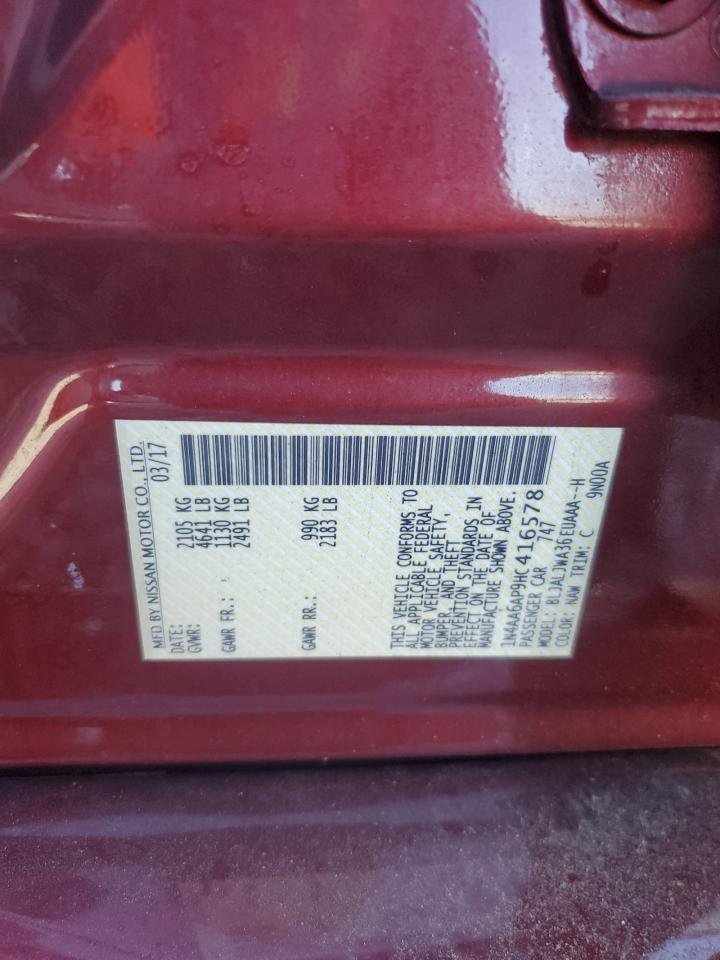 MFD BY NISSAN MOTOR CO., LTD.
DATE: 03/17
GVWR: 2105 KG
4641 LB
GAWR FR.: 1130 KG
2491 LB
GAWR RR.: 990 KG
2183 LB
THIS VEHICLE CONFORMS TO
ALL APPLICABLE FEDERAL
MOTOR VEHICLE SAFETY,
BUMPER, AND THEFT
PREVENTION STANDARDS IN
EFFECT ON THE DATE OF
MANUFACTURE SHOWN ABOVE.
1N4AA6AP9HC416578
PASSENGER CAR 747
MODEL: BLJALJWA36EUAAA--H
COLOR: NAW TRIM: C 9N00A